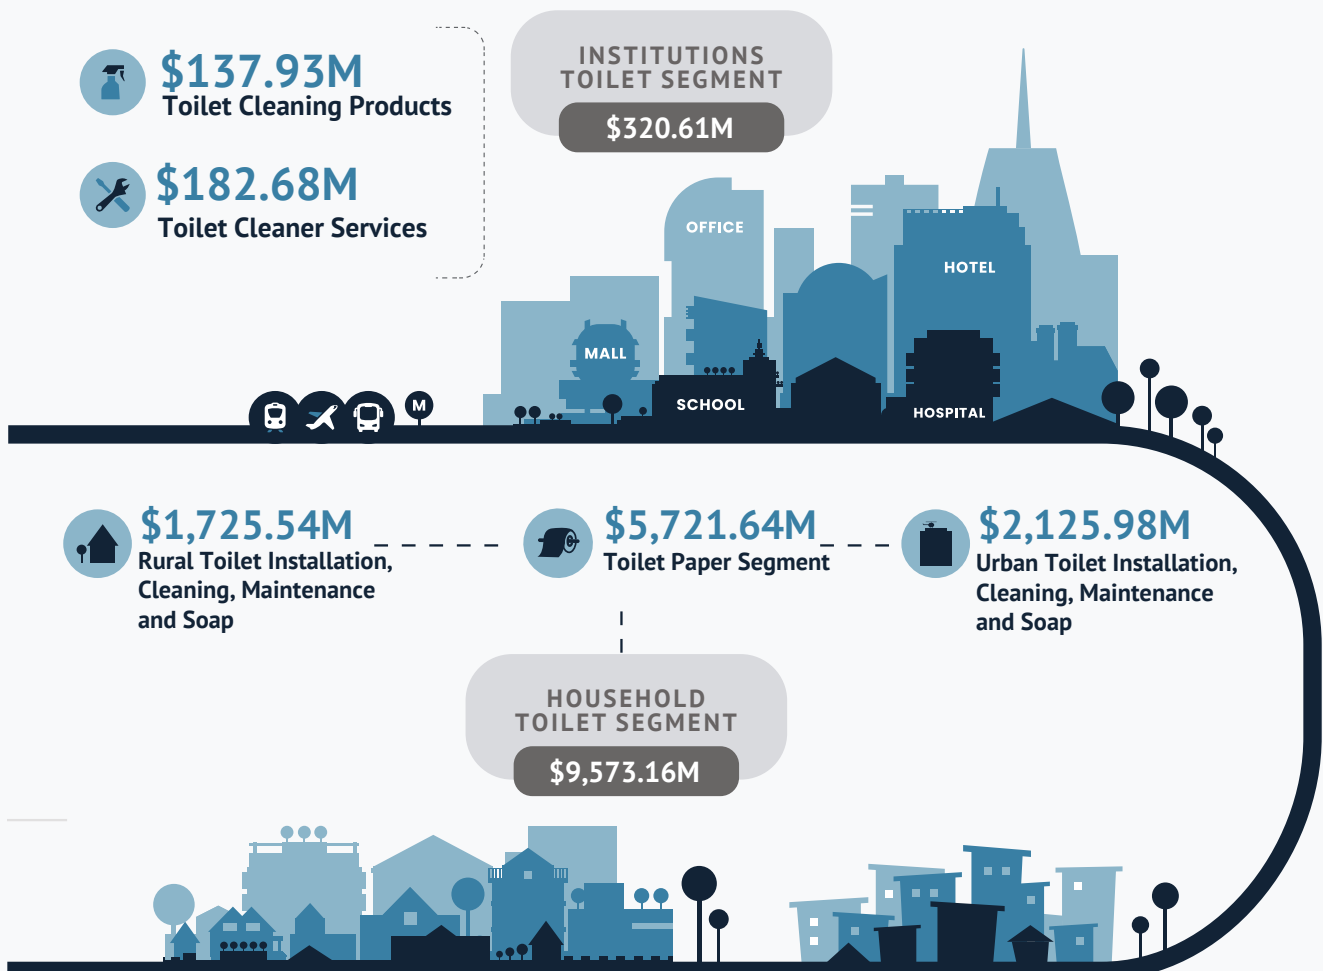 $137.93M
Toilet Cleaning Products
$182.68M
Toilet Cleaner Services
INSTITUTIONS
TOILET SEGMENT
$320.61M
OFFICE
HOTEL
MALL
SCHOOL
HOSPITAL
M
$1,725.54M
Rural Toilet Installation,
Cleaning, Maintenance
and Soap
$5,721.64M
Toilet Paper Segment
$2,125.98M
Urban Toilet Installation,
Cleaning, Maintenance
and Soap
HOUSEHOLD
TOILET SEGMENT
$9,573.16M